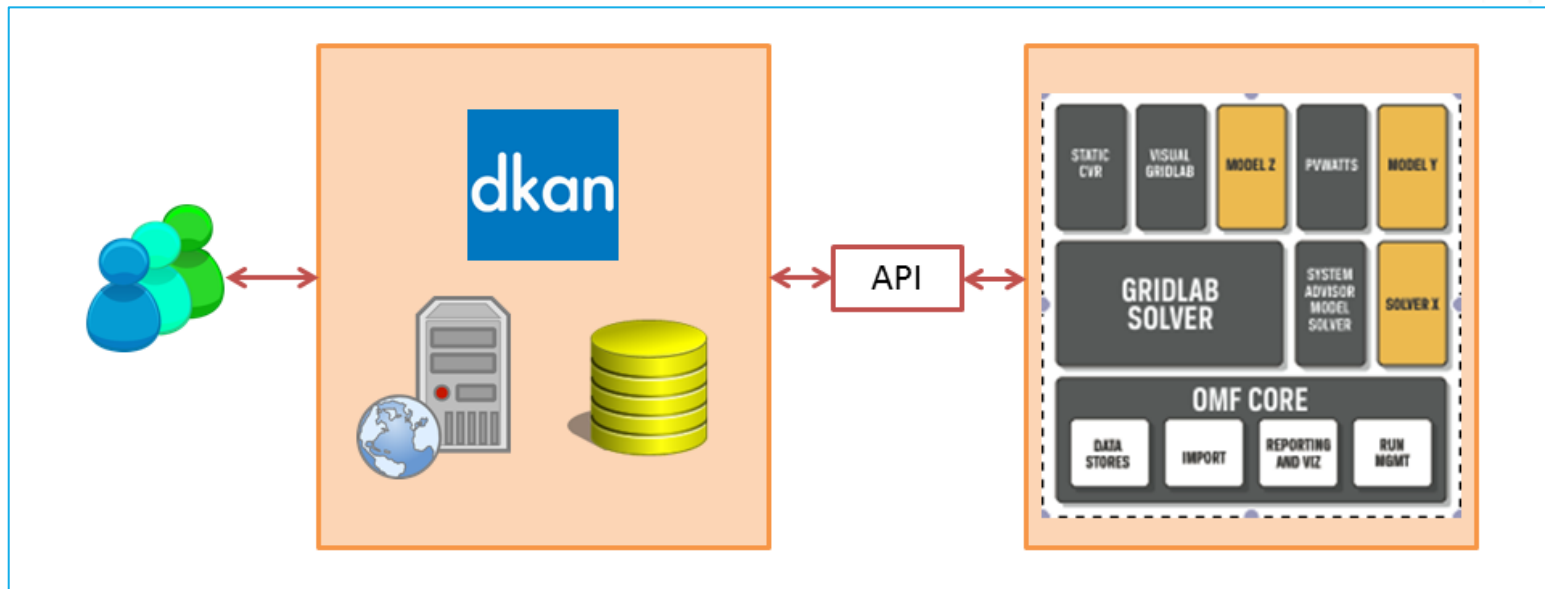 dkan
API
STATIC
CVR
VISUAL
GRIDLAB
MODEL Z
PVWATTS
MODEL Y
GRIDLAB
SOLVER
SYSTEM
ADVISOR
MODEL
SOLVER
SOLVER X
OMF CORE
DATA
STORES
IMPORT
REPORTING
AND VIZ
RUN
MGMT